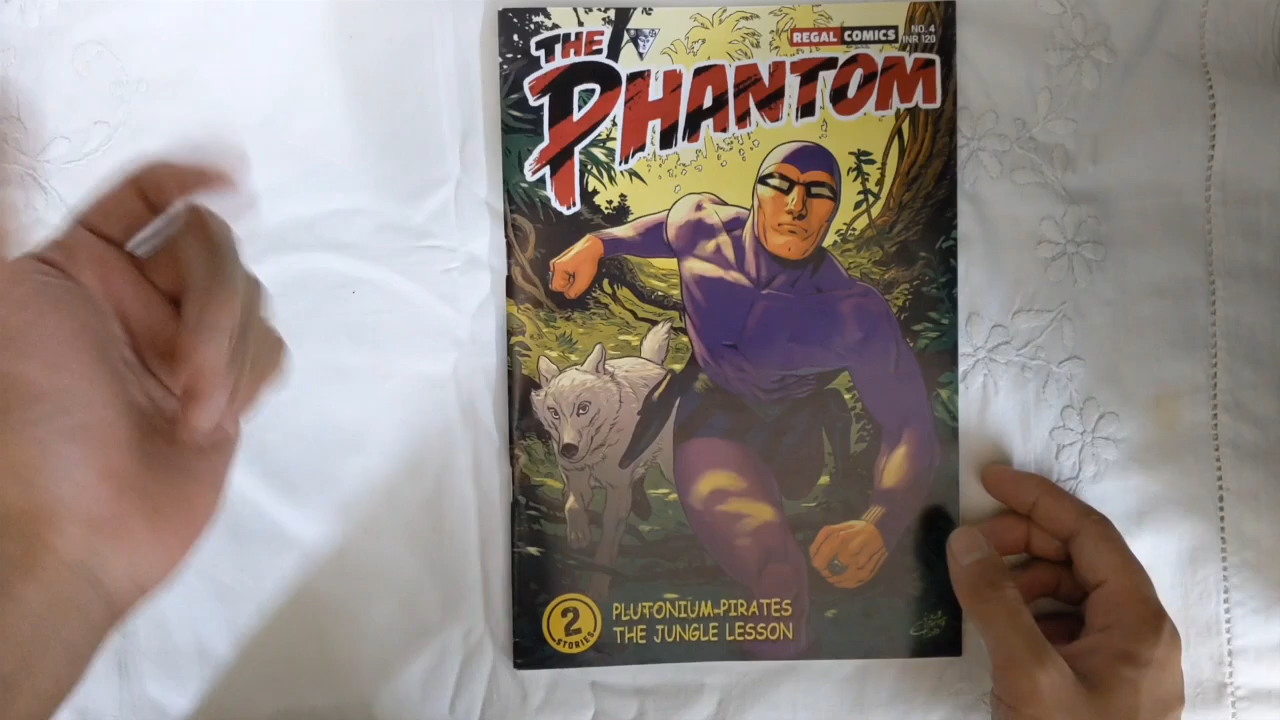 THE
PHANTOM
REGAL COMICS
NO. 4
INR 120
2
STORIES
PLUTONIUM-PIRATES
THE JUNGLE LESSON